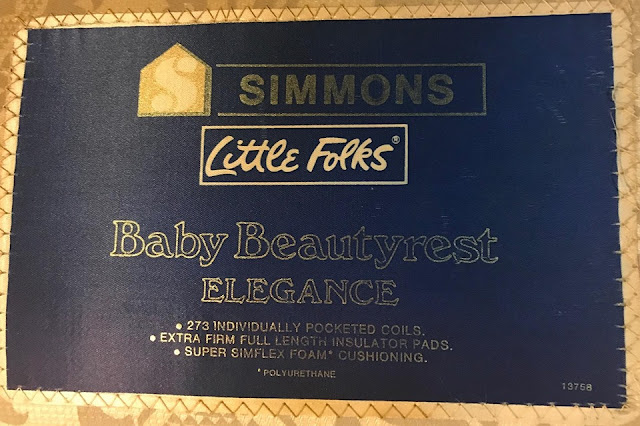 S SIMMONS
Little Folks®
Baby Beautyrest
ELEGANCE
• 273 INDIVIDUALLY POCKETED COILS.
• EXTRA FIRM FULL LENGTH INSULATOR PADS.
• SUPER SIMFLEX FOAM* CUSHIONING.
* POLYURETHANE
13758